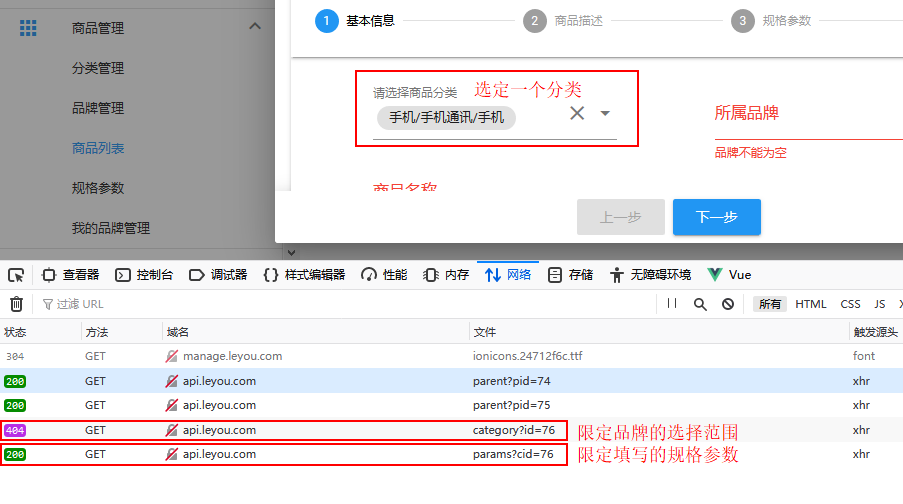 商品管理
分类管理
品牌管理
商品列表
规格参数
我的品牌管理
1 基本信息 2 商品描述 3 规格参数
请选择商品分类 选定一个分类
手机/手机通讯/手机
所属品牌
品牌不能为空
商品名称
上一步 下一步
查看器 控制台 调试器 样式编辑器 性能 内存 网络 存储 无障碍环境 Vue
过滤 URL 所有 HTML CSS JS X
状态 方法 域名 文件 触发源头
304 GET manage.leyou.com ionicons.24712f6c.ttf font
200 GET api.leyou.com parent?pid=74 xhr
200 GET api.leyou.com parent?pid=75 xhr
404 GET api.leyou.com category?id=76 限定品牌的选择范围 xhr
200 GET api.leyou.com params?cid=76 限定填写的规格参数 xhr